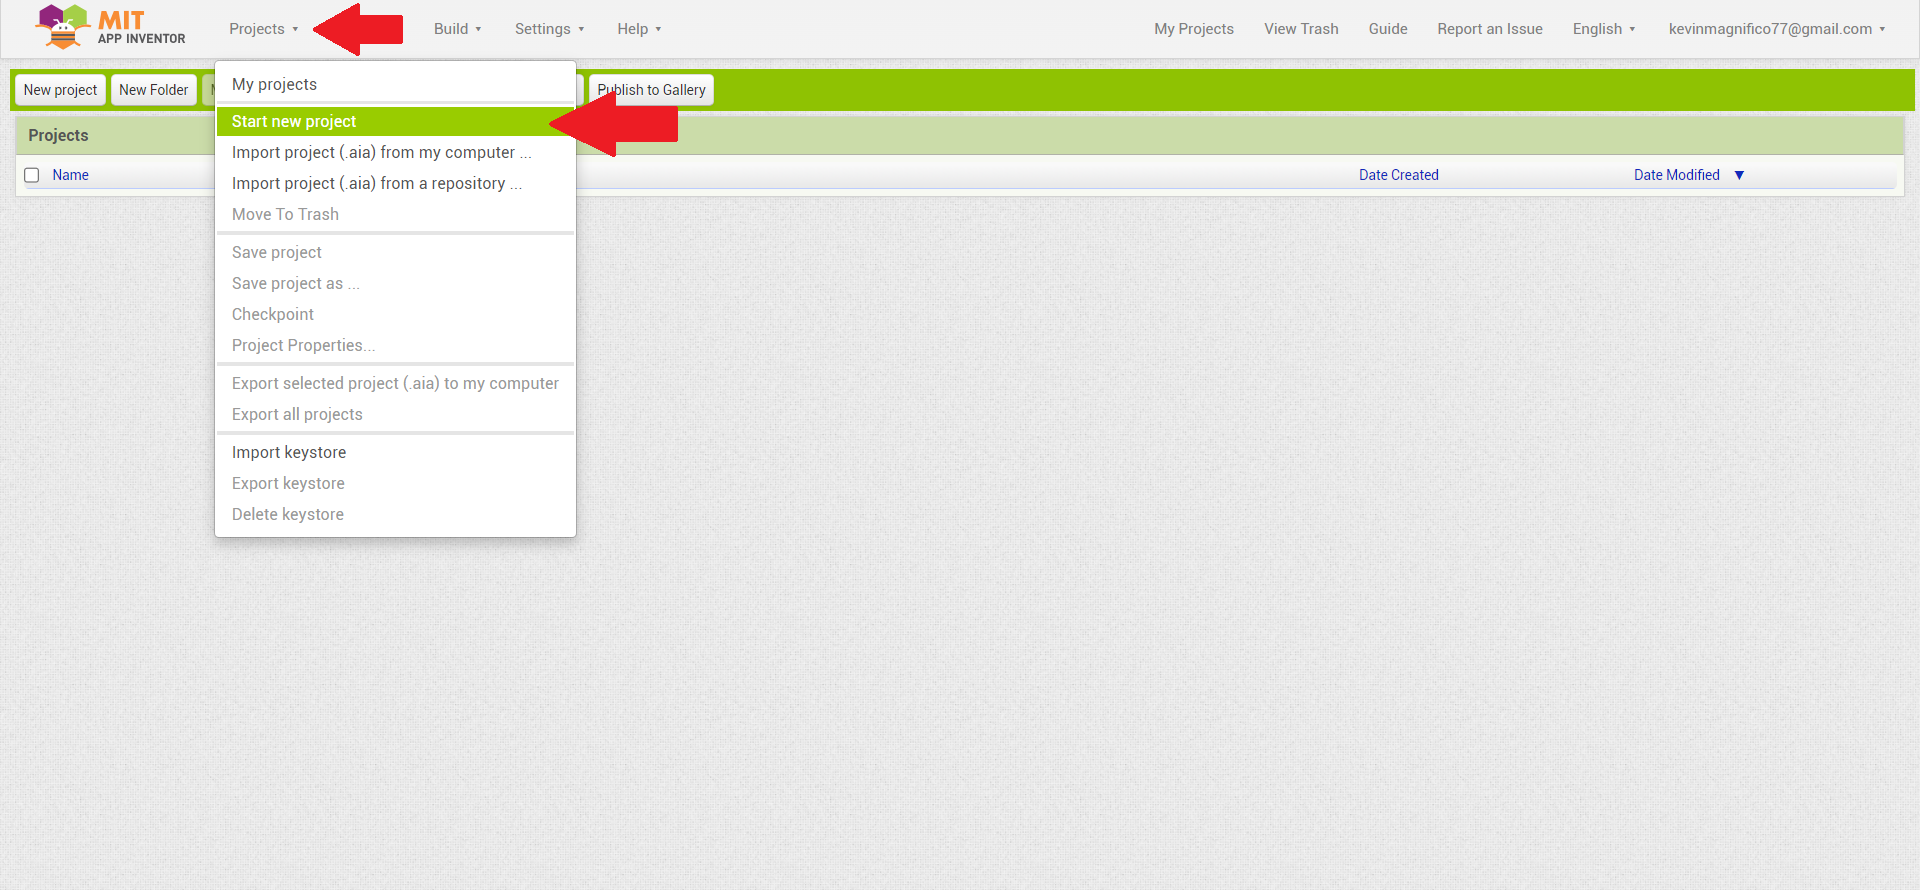 MIT
APP INVENTOR
Projects
Build
Settings
Help
My Projects
View Trash
Guide
Report an Issue
English
kevinmagnifico77@gmail.com
New project
New Folder
Publish to Gallery
My projects
Start new project
Import project (.aia) from my computer ...
Import project (.aia) from a repository ...
Move To Trash
Save project
Save project as ...
Checkpoint
Project Properties...
Export selected project (.aia) to my computer
Export all projects
Import keystore
Export keystore
Delete keystore
Projects
Name
Date Created
Date Modified